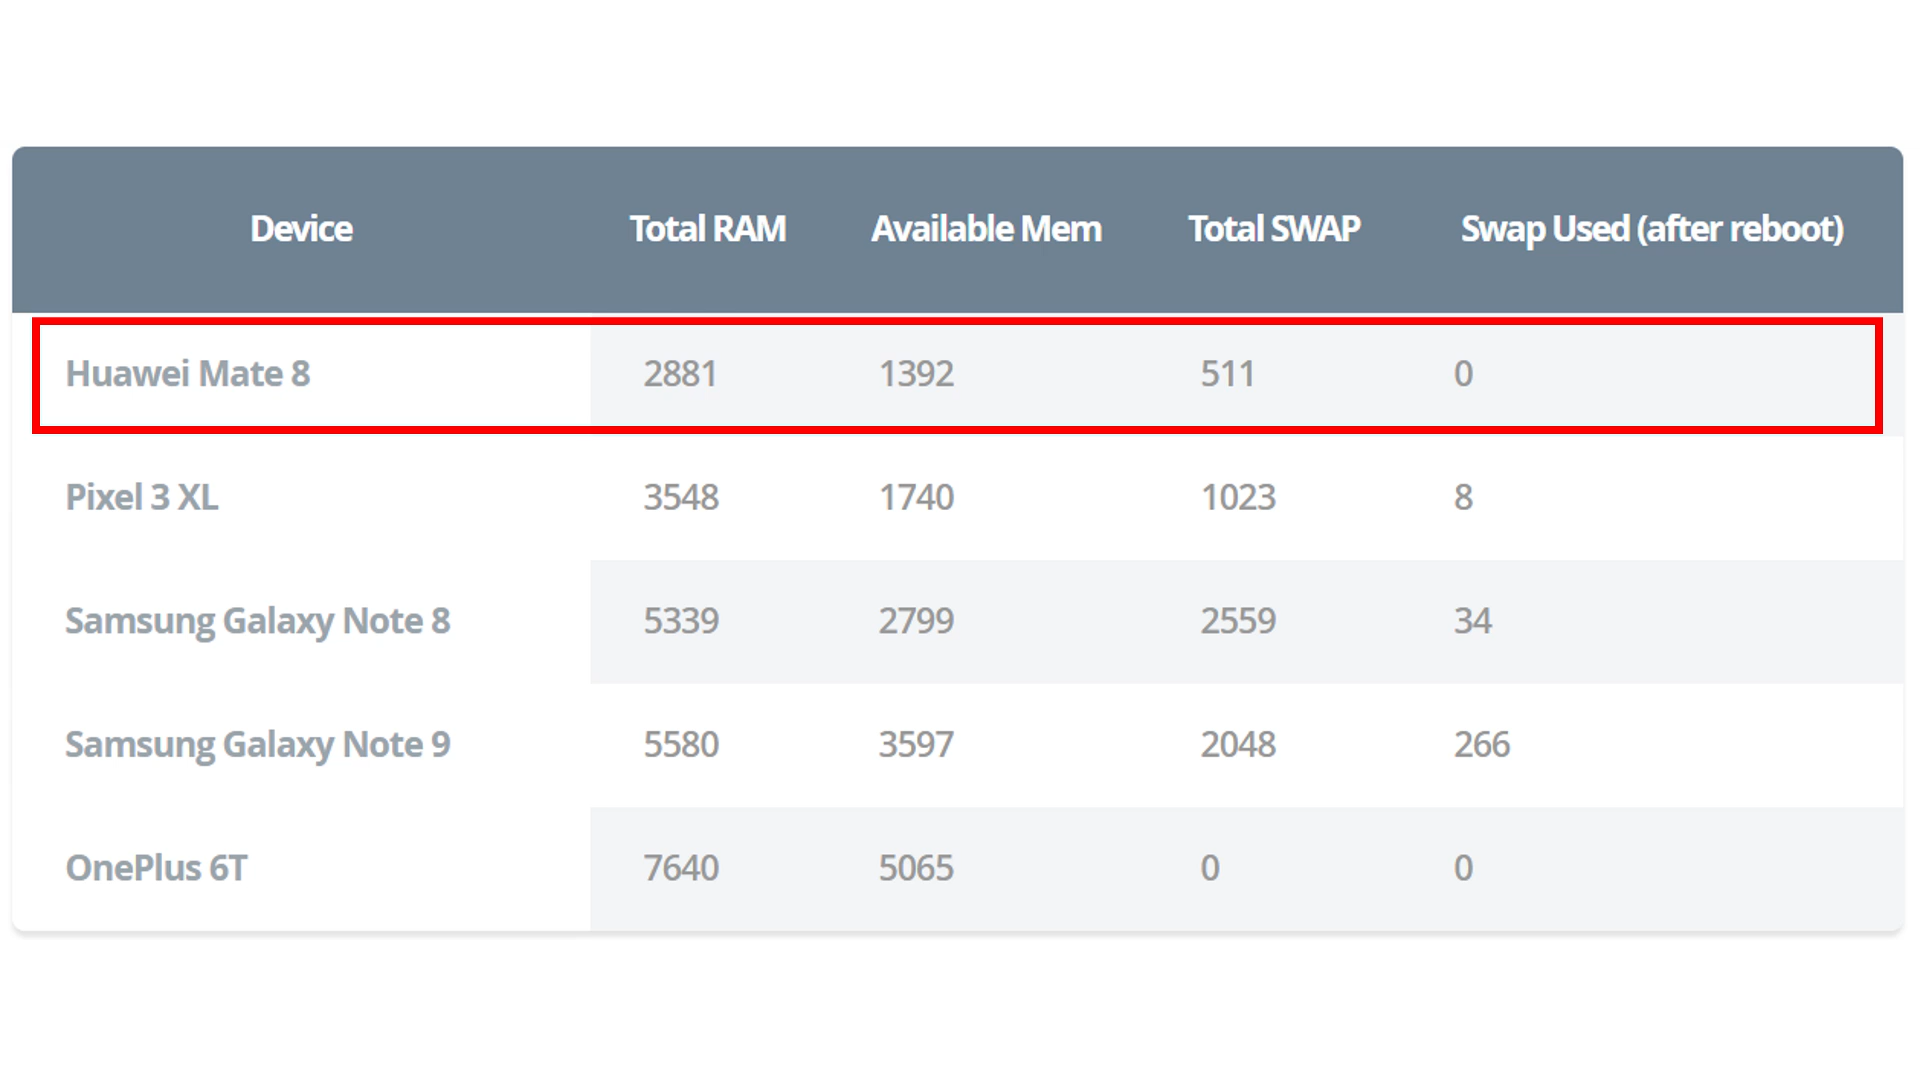 Device Total RAM Available Mem Total SWAP Swap Used (after reboot)
Huawei Mate 8 2881 1392 511 0
Pixel 3 XL 3548 1740 1023 8
Samsung Galaxy Note 8 5339 2799 2559 34
Samsung Galaxy Note 9 5580 3597 2048 266
OnePlus 6T 7640 5065 0 0